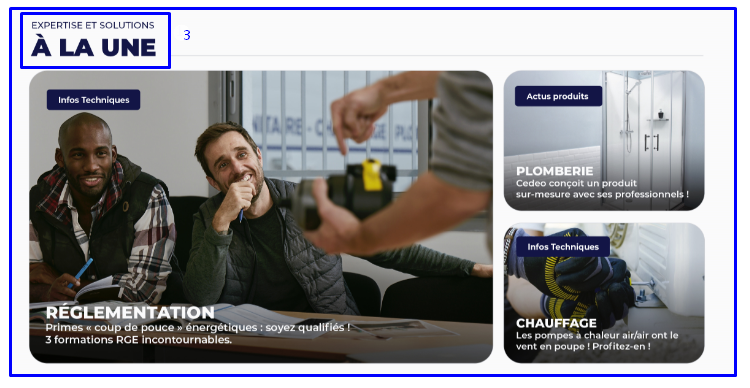 EXPERTISE ET SOLUTIONS
À LA UNE
3
Infos Techniques
RÉGLEMENTATION
Primes « coup de pouce » énergétiques : soyez qualifiés !
3 formations RGE incontournables.
Actus produits
PLOMBERIE
Cedeo conçoit un produit
sur-mesure avec ses professionnels !
Infos Techniques
CHAUFFAGE
Les pompes à chaleur air/air ont le
vent en poupe ! Profitez-en !